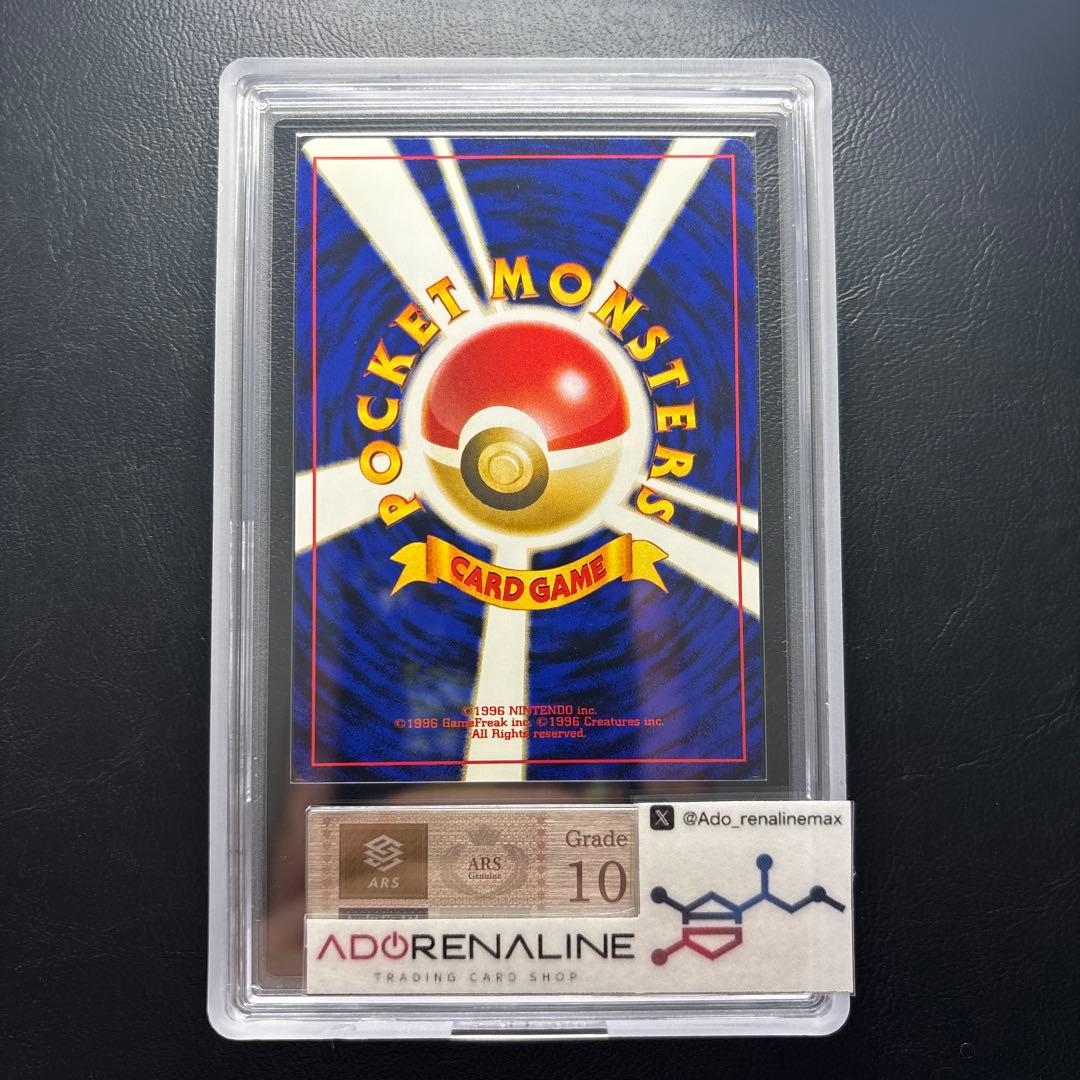 POCKET MONSTERS
CARD GAME
©1996 NINTENDO inc.
©1996 GameFreak inc. ©1996 Creatures inc.
All Rights reserved.
ARS
ARS
Genuine
Grade
10
@Ado_renalinemax
ADORENALINE
TRADING CARD SHOP